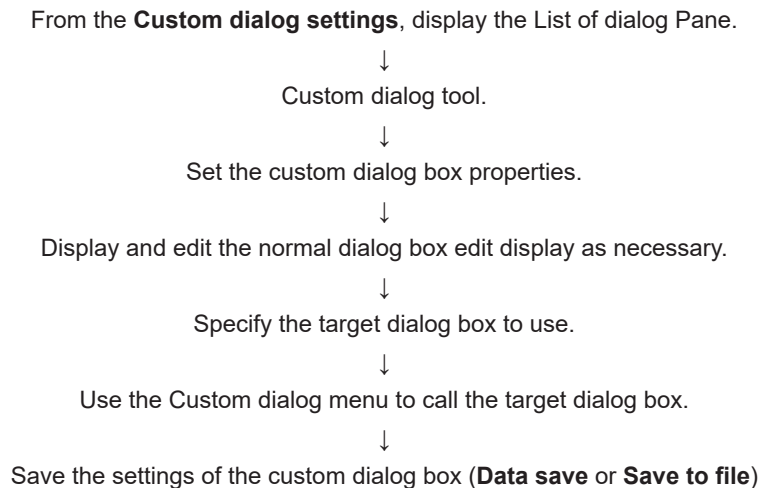 From the Custom dialog settings, display the List of dialog Pane.
↓
Custom dialog tool.
↓
Set the custom dialog box properties.
↓
Display and edit the normal dialog box edit display as necessary.
↓
Specify the target dialog box to use.
↓
Use the Custom dialog menu to call the target dialog box.
↓
Save the settings of the custom dialog box (Data save or Save to file)